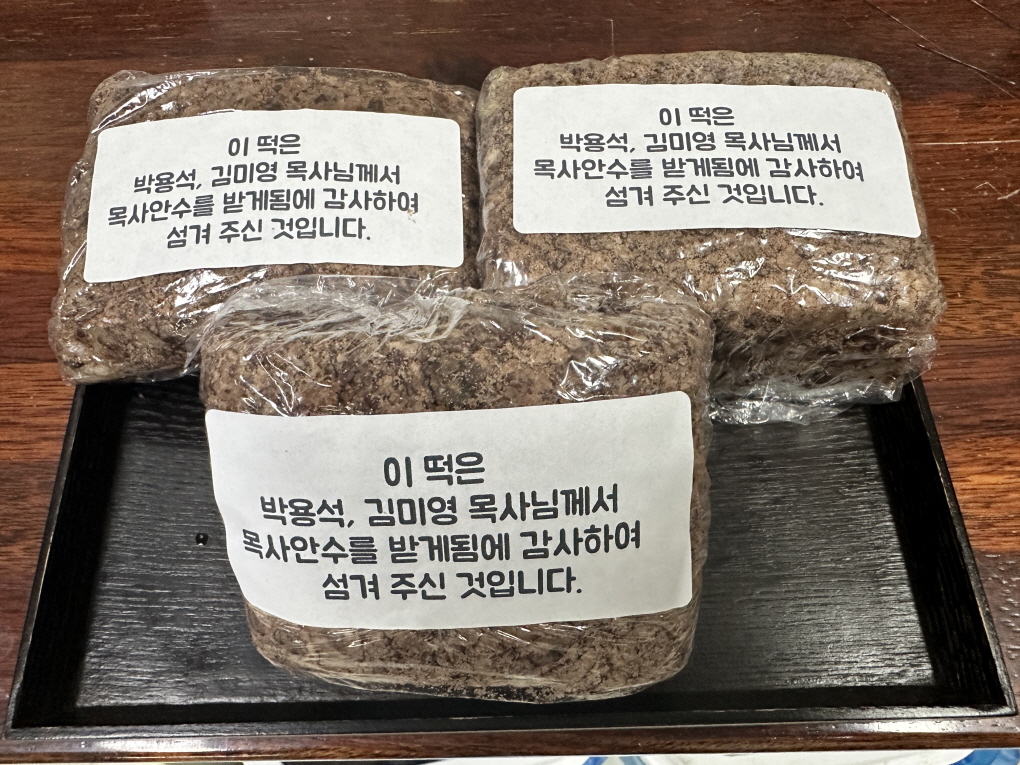 이 떡은
박용석, 김미영 목사님께서
목사안수를 받게됨에 감사하여
섬겨 주신 것입니다.
이 떡은
박용석, 김미영 목사님께서
목사안수를 받게됨에 감사하여
섬겨 주신 것입니다.
이 떡은
박용석, 김미영 목사님께서
목사안수를 받게됨에 감사하여
섬겨 주신 것입니다.